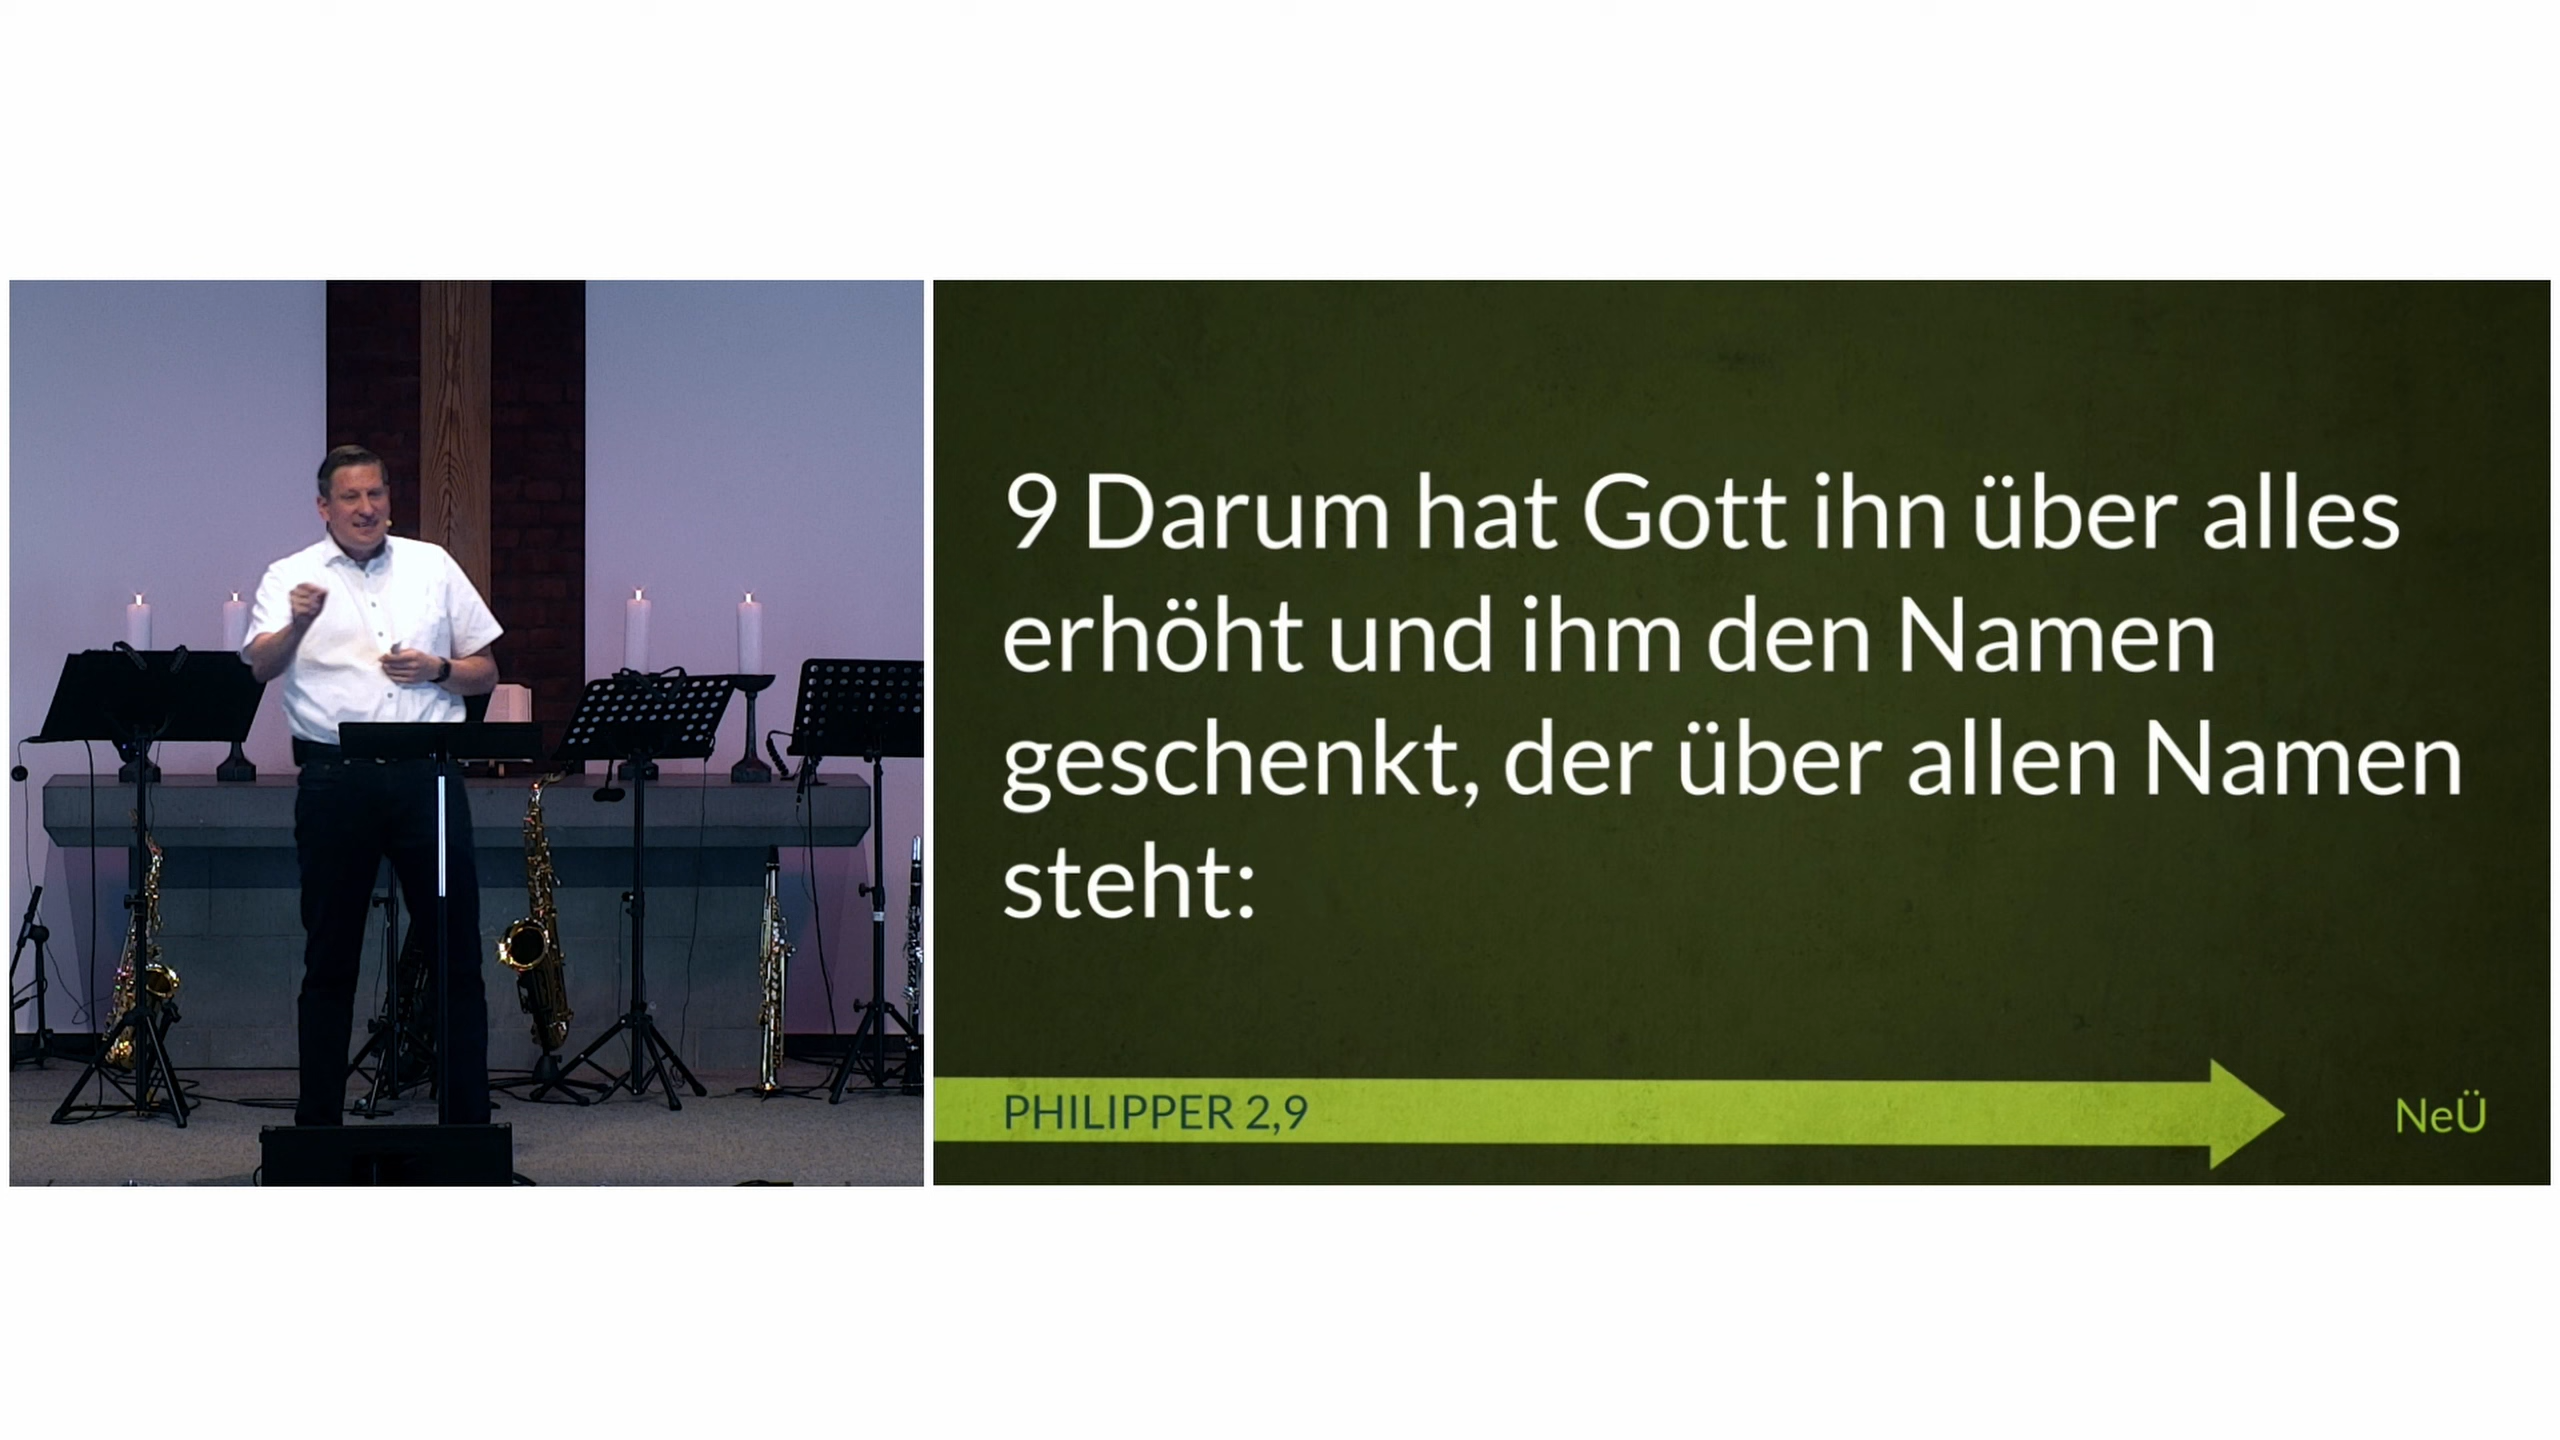 9 Darum hat Gott ihn über alles
erhöht und ihm den Namen
geschenkt, der über allen Namen
steht:
PHILIPPER 2,9
NeÜ